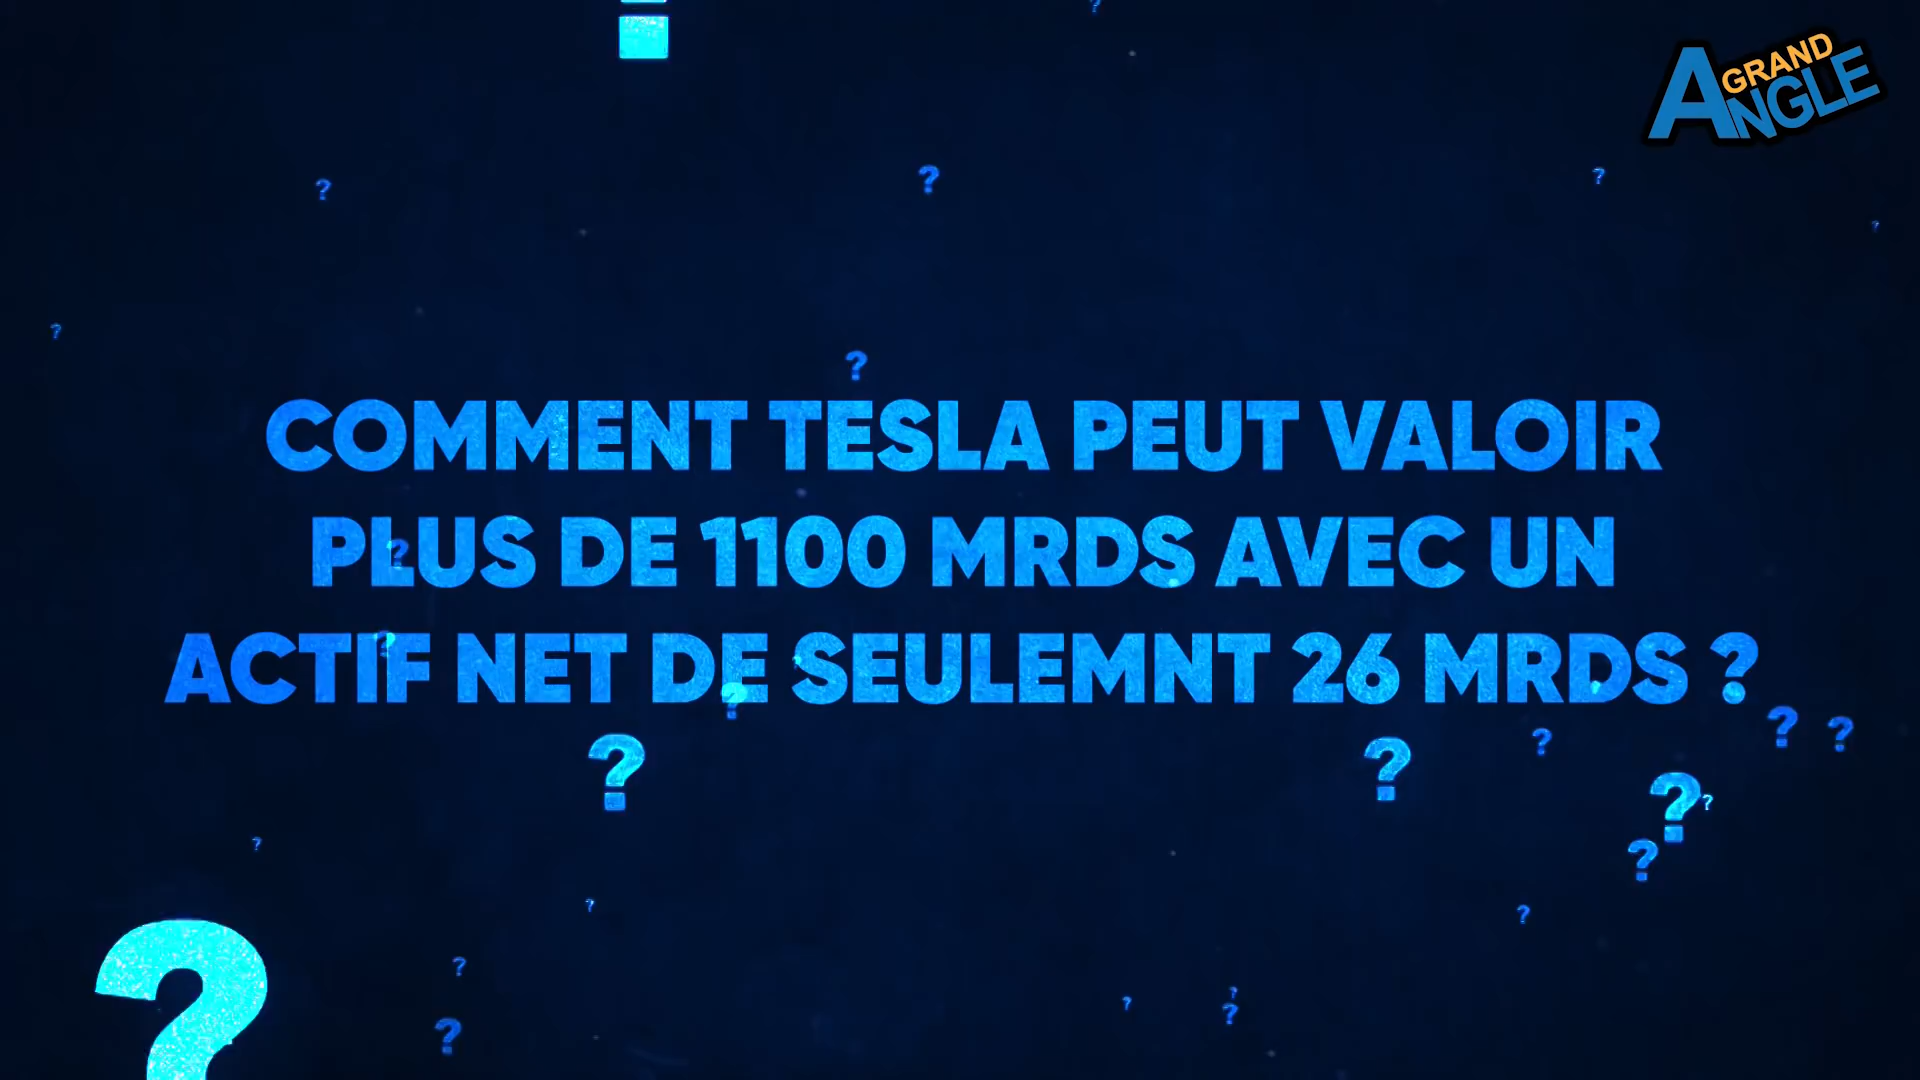 GRAND
ANGLE
COMMENT TESLA PEUT VALOIR
PLUS DE 1100 MRDS AVEC UN
ACTIF NET DE SEULEMNT 26 MRDS ?